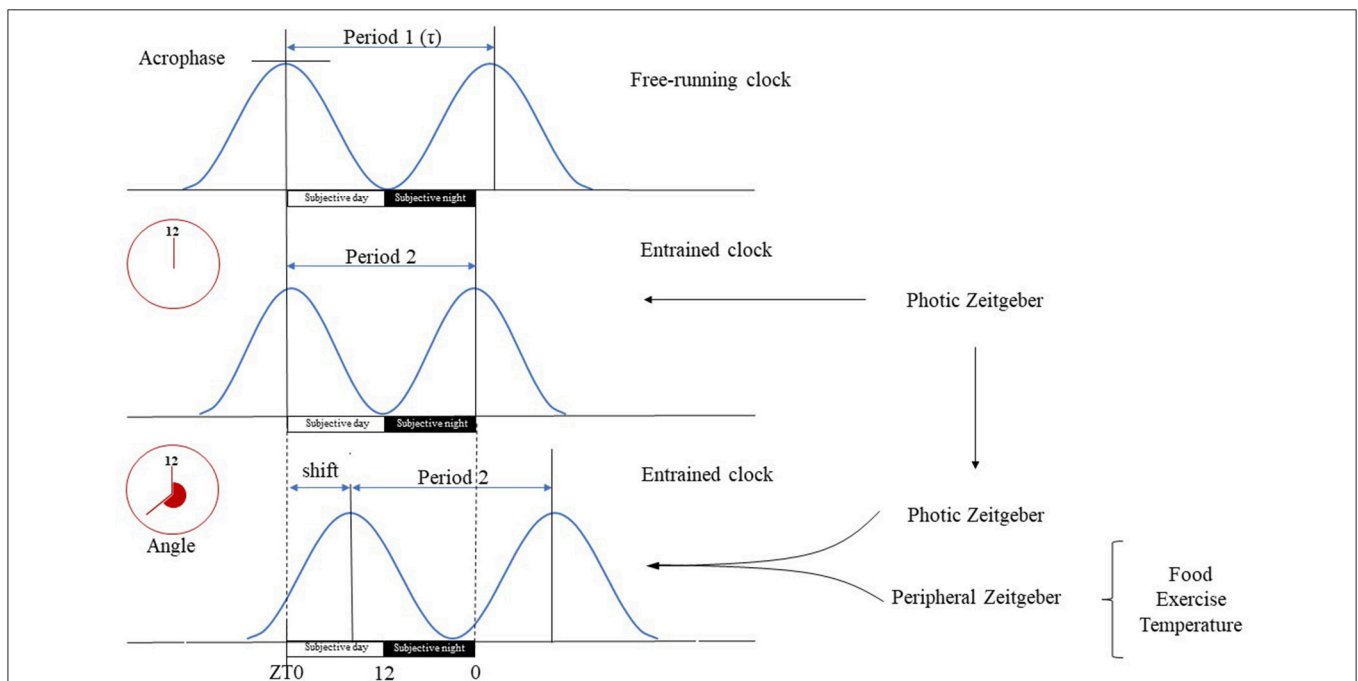 Period 1 (τ)
Acrophase
Free-running clock
Subjective day
Subjective night
12
Period 2
Entrained clock
Photic Zeitgeber
Subjective day
Subjective night
12
shift
Period 2
Entrained clock
Angle
Photic Zeitgeber
Peripheral Zeitgeber
Food
Exercise
Temperature
Subjective day
Subjective night
ZT0
12
0